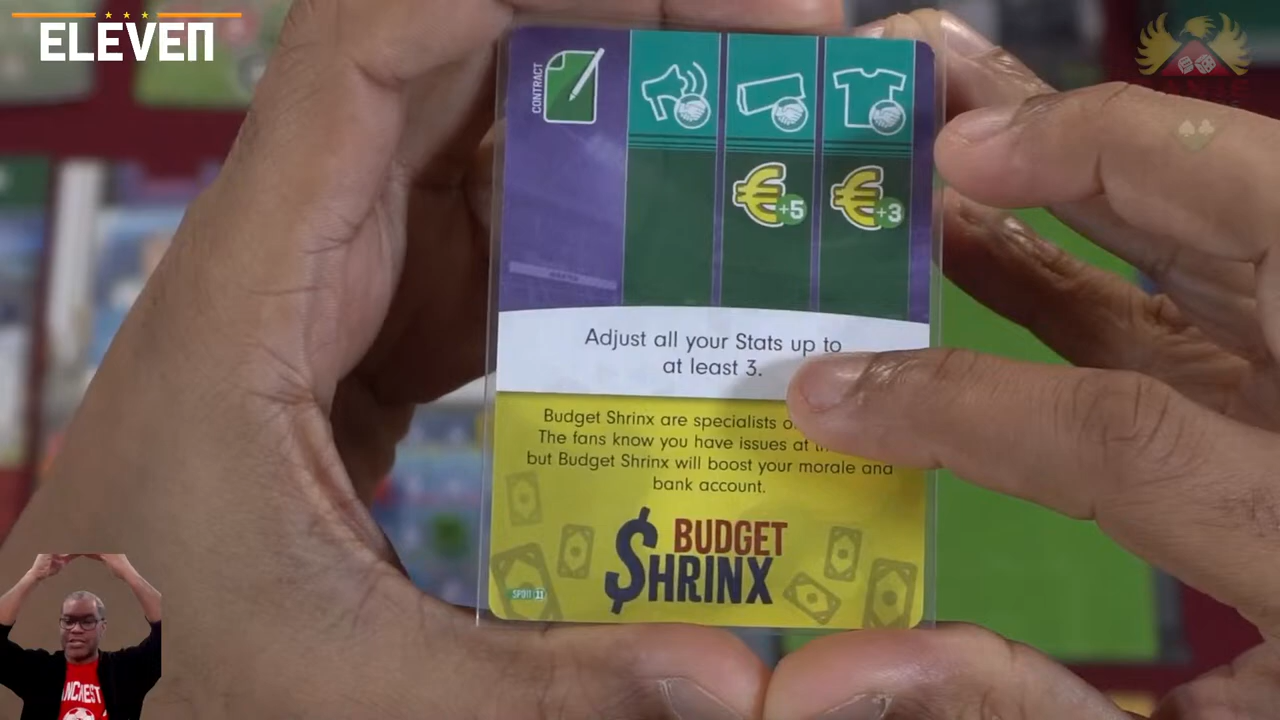 ELEVEN
CONTRACT
+5
+3
Adjust all your Stats up to
at least 3.
Budget Shrinx are specialists
The fans know you have issues at
but Budget Shrinx will boost your morale and
bank account.
$ BUDGET
SHRINX
SP011